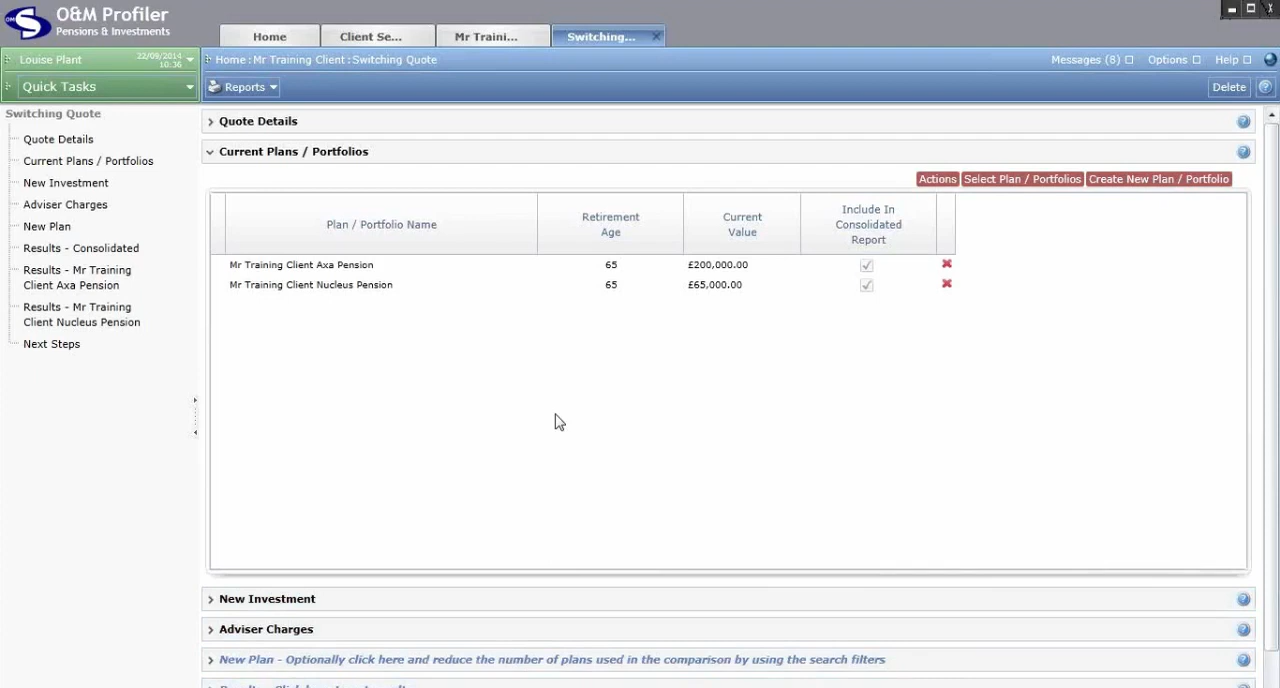 O&M Profiler
Pensions & Investments
Home
Client Se...
Mr Traini...
Switching...
Louise Plant
22/09/2014
10:36
Home : Mr Training Client : Switching Quote
Messages (8)
Options
Help
Quick Tasks
Reports
Delete
Switching Quote
Quote Details
Current Plans / Portfolios
New Investment
Adviser Charges
New Plan
Results - Consolidated
Results - Mr Training
Client Axa Pension
Results - Mr Training
Client Nucleus Pension
Next Steps
Quote Details
Current Plans / Portfolios
Actions
Select Plan / Portfolios
Create New Plan / Portfolio
Plan / Portfolio Name
Retirement
Age
Current
Value
Include In
Consolidated
Report
Mr Training Client Axa Pension 65 £200,000.00
Mr Training Client Nucleus Pension 65 £65,000.00
New Investment
Adviser Charges
New Plan - Optionally click here and reduce the number of plans used in the comparison by using the search filters